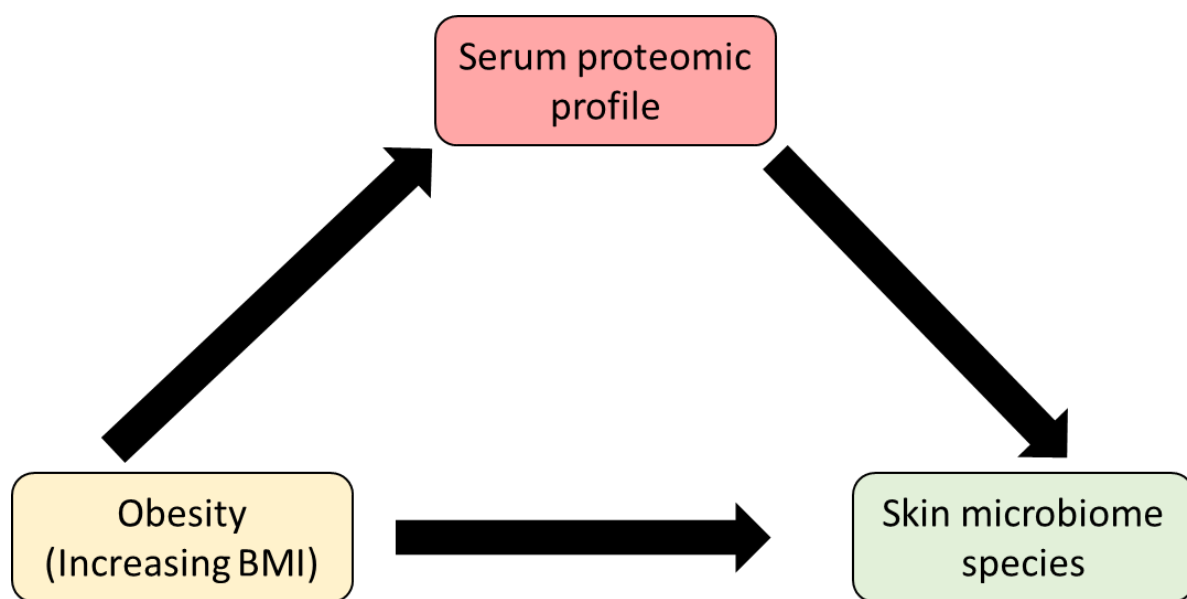 Serum proteomic
profile
Obesity
(Increasing BMI)
Skin microbiome
species